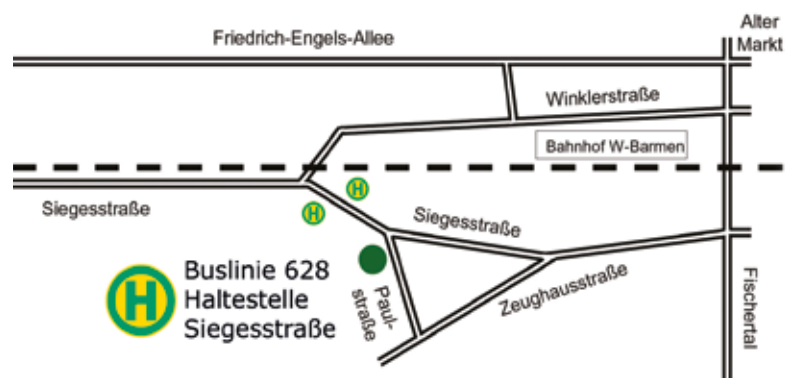 Alter
Markt
Friedrich-Engels-Allee
Winklerstraße
Bahnhof W-Barmen
H
Siegesstraße
H
Siegesstraße
H
Buslinie 628
Haltestelle
Siegesstraße
Paul-
straße
Zeughausstraße
Fischertal